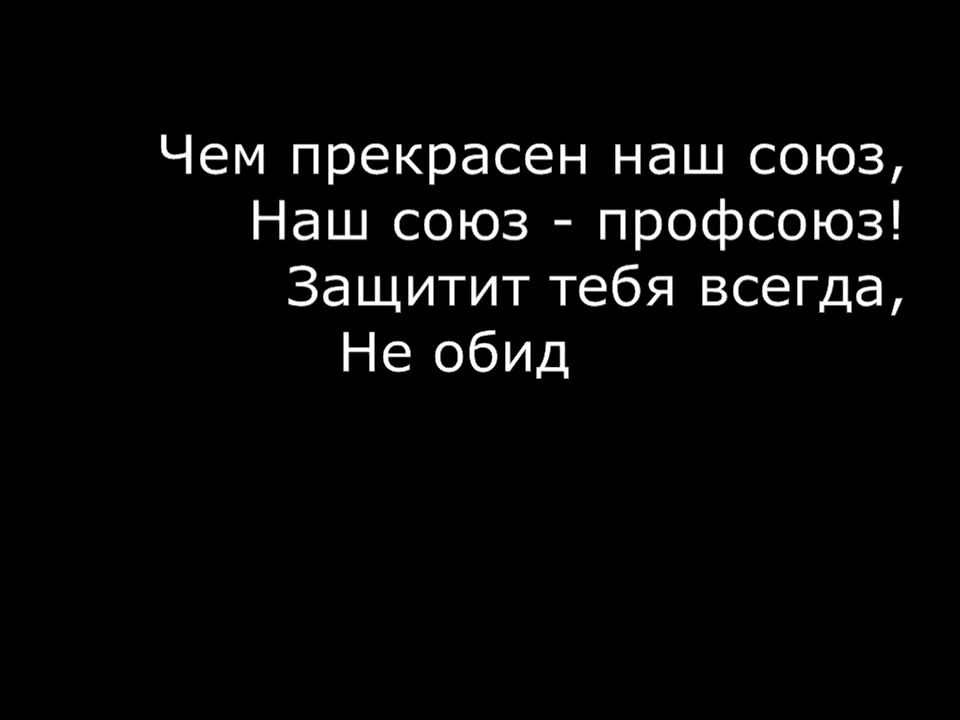 Чем прекрасен наш союз,
Наш союз - профсоюз!
Защитит тебя всегда,
Не обид